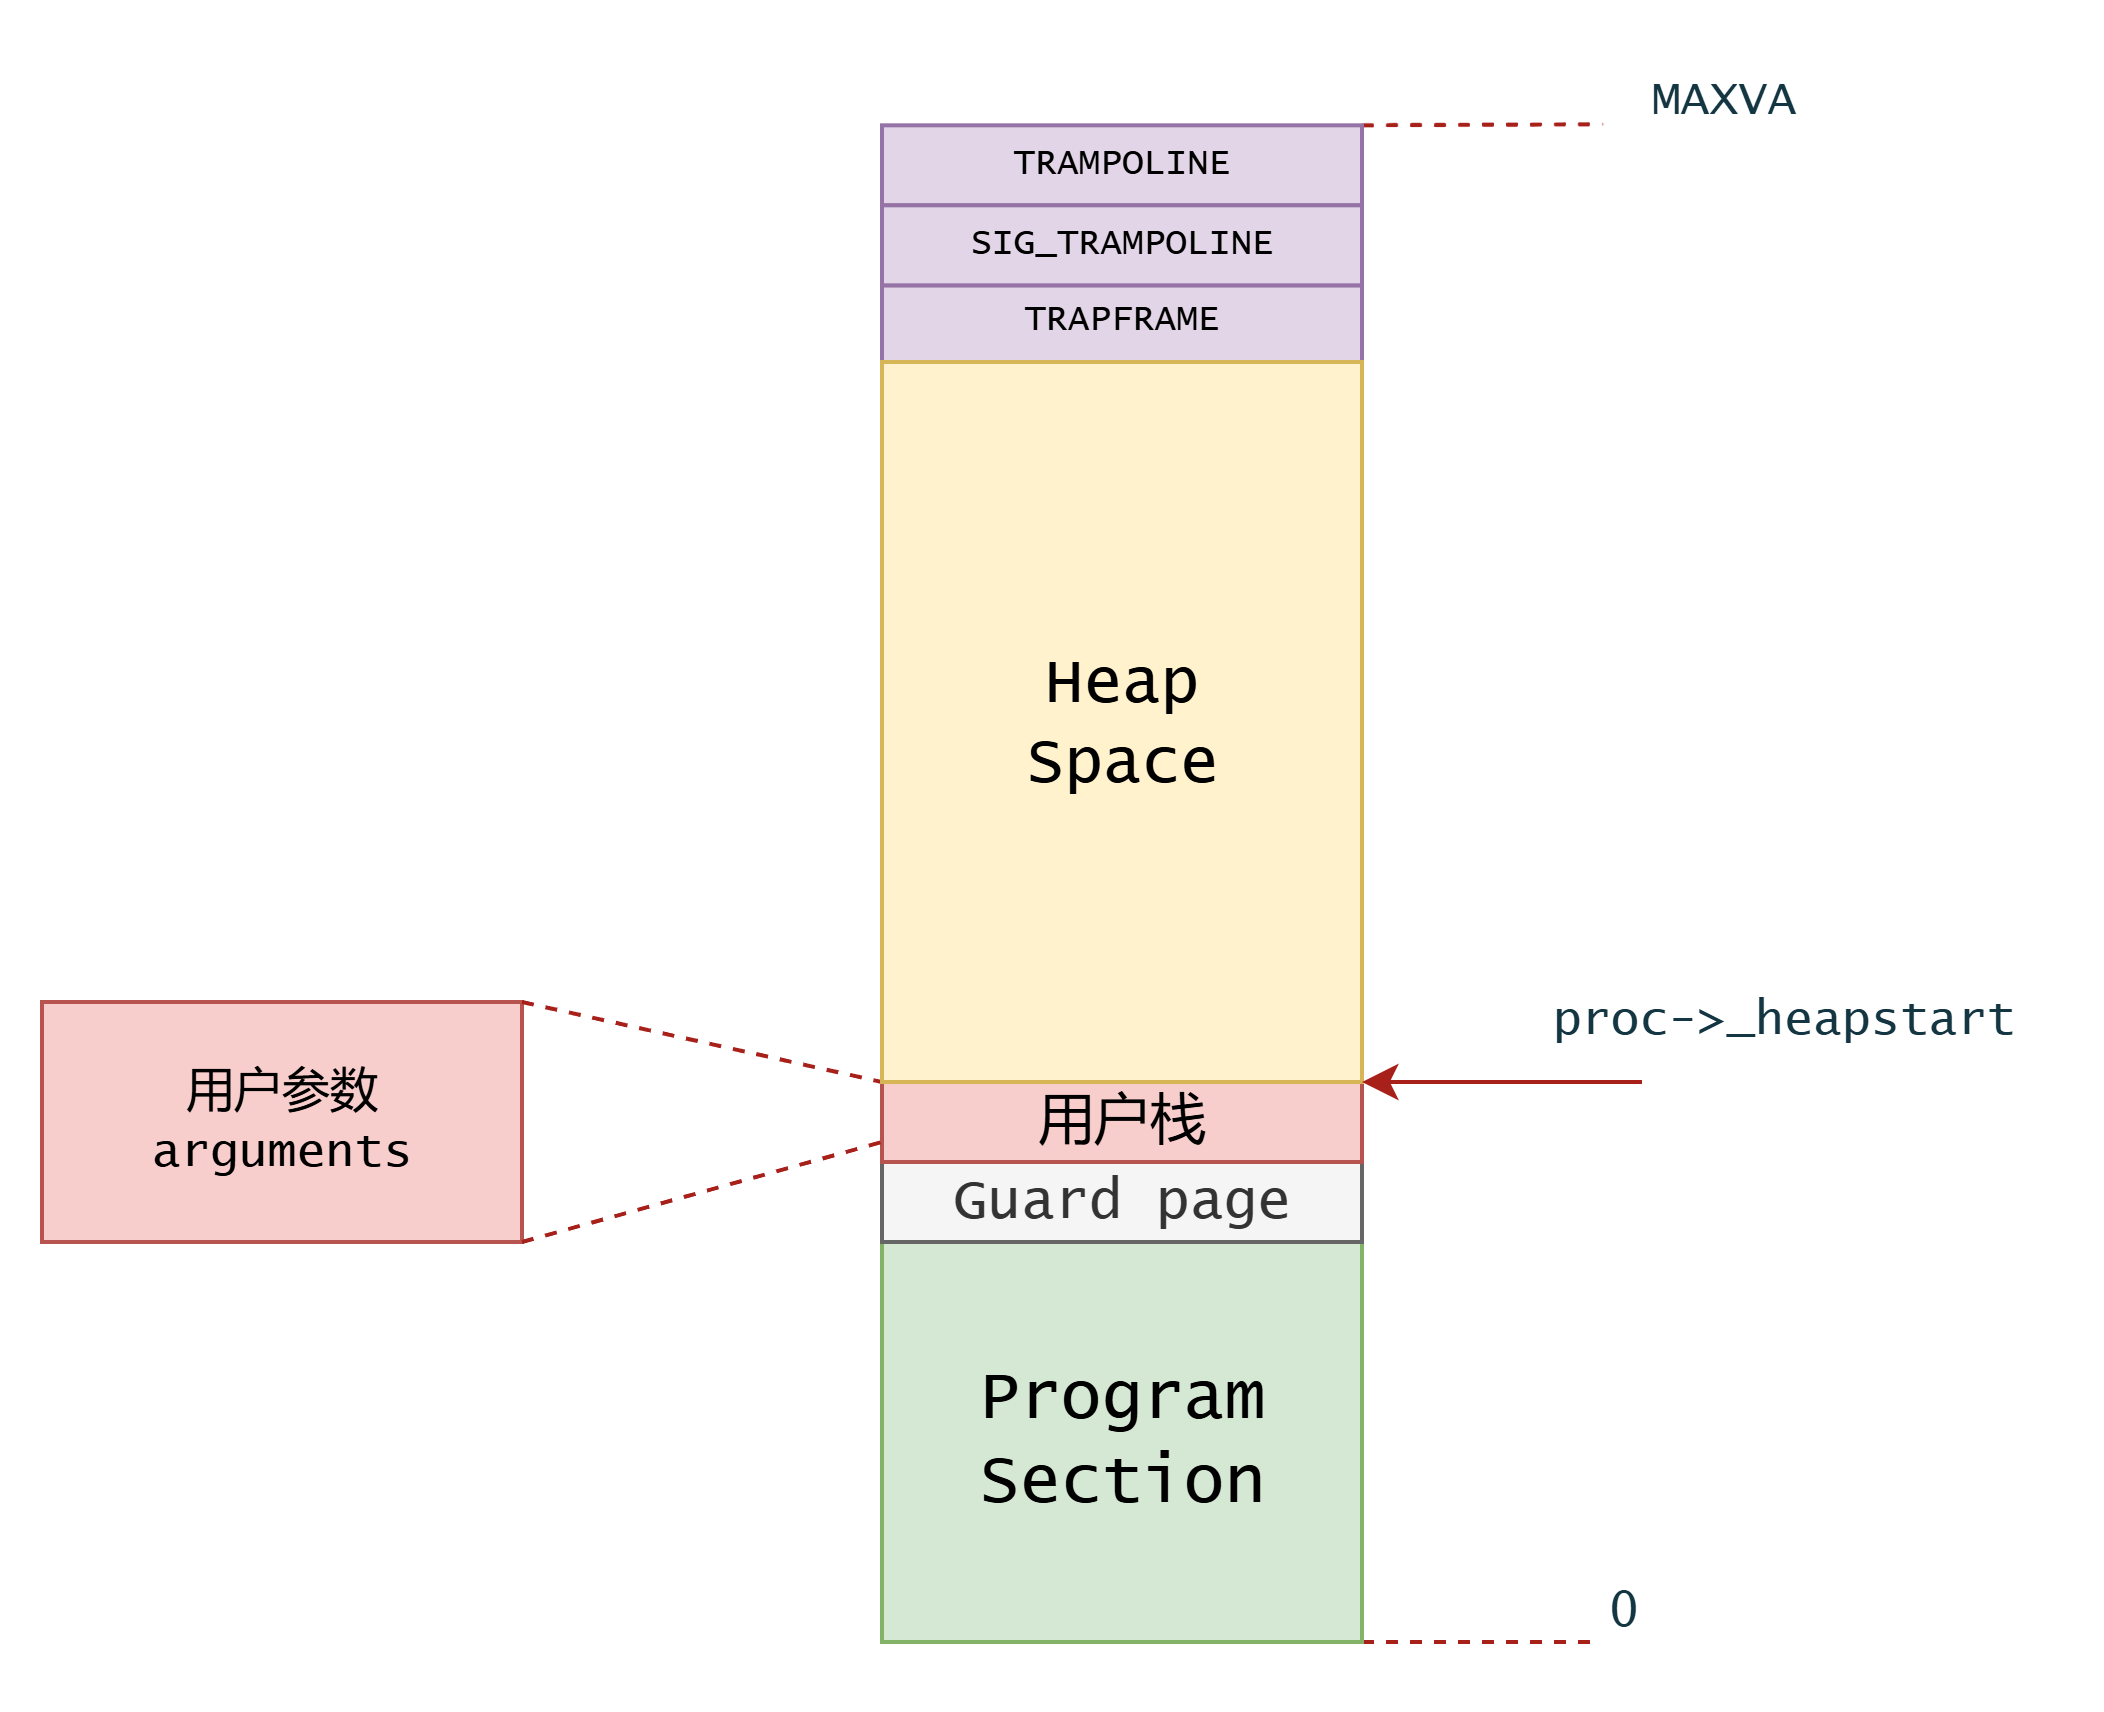 MAXVA
TRAMPOLINE
SIG_TRAMPOLINE
TRAPFRAME
Heap
Space
proc->_heapstart
用户参数
arguments
用户栈
Guard page
Program
Section
0